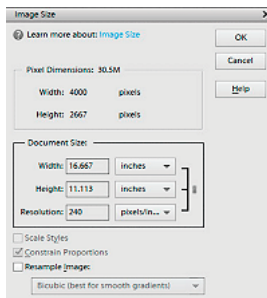 Image Size
Learn more about: Image Size
OK
Cancel
Help
Pixel Dimensions: 30.5M
Width: 4000 pixels
Height: 2667 pixels
Document Size:
Width: 16.667 inches
Height: 11.113 inches
Resolution: 240 pixels/in...
Scale Styles
Constrain Proportions
Resample Image:
Bicubic (best for smooth gradients)